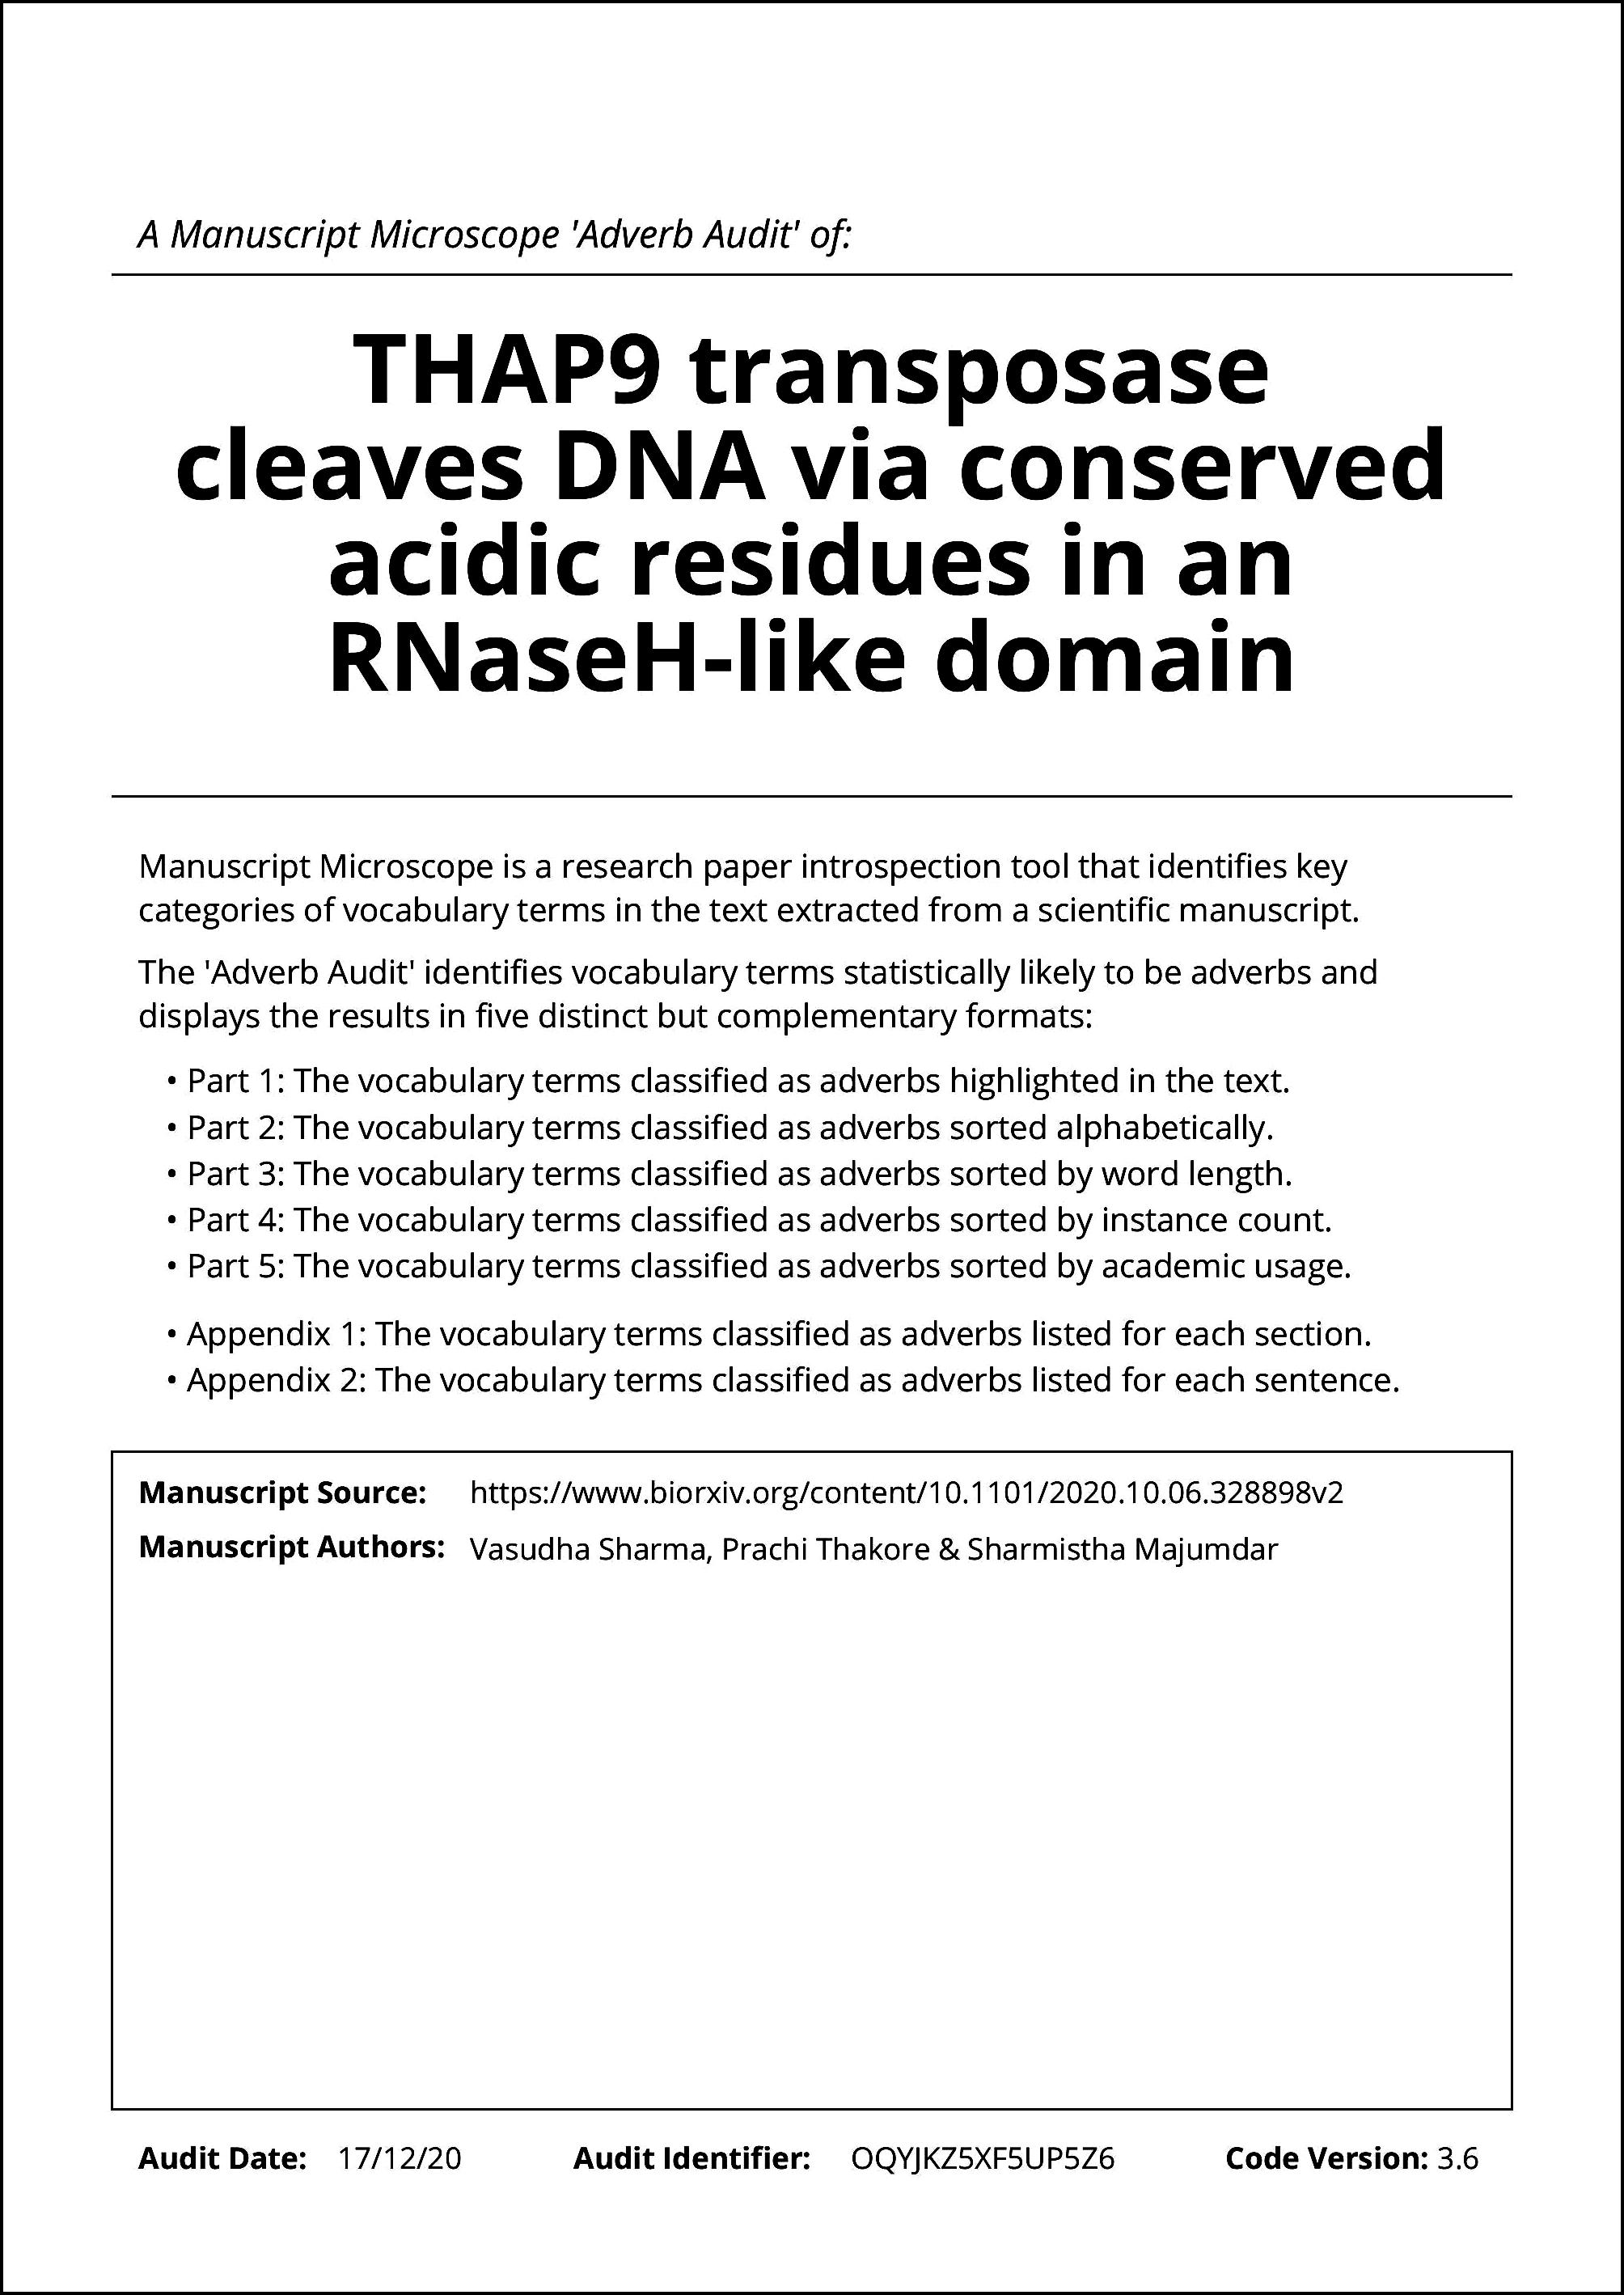 A Manuscript Microscope 'Adverb Audit' of:
THAP9 transposase
cleaves DNA via conserved
acidic residues in an
RNaseH-like domain
Manuscript Microscope is a research paper introspection tool that identifies key
categories of vocabulary terms in the text extracted from a scientific manuscript.
The 'Adverb Audit' identifies vocabulary terms statistically likely to be adverbs and
displays the results in five distinct but complementary formats:
• Part 1: The vocabulary terms classified as adverbs highlighted in the text.
• Part 2: The vocabulary terms classified as adverbs sorted alphabetically.
• Part 3: The vocabulary terms classified as adverbs sorted by word length.
• Part 4: The vocabulary terms classified as adverbs sorted by instance count.
• Part 5: The vocabulary terms classified as adverbs sorted by academic usage.
• Appendix 1: The vocabulary terms classified as adverbs listed for each section.
• Appendix 2: The vocabulary terms classified as adverbs listed for each sentence.
Manuscript Source: https://www.biorxiv.org/content/10.1101/2020.10.06.328898v2
Manuscript Authors: Vasudha Sharma, Prachi Thakore & Sharmistha Majumdar
Audit Date: 17/12/20 Audit Identifier: OQYJKZ5XF5UP5Z6 Code Version: 3.6